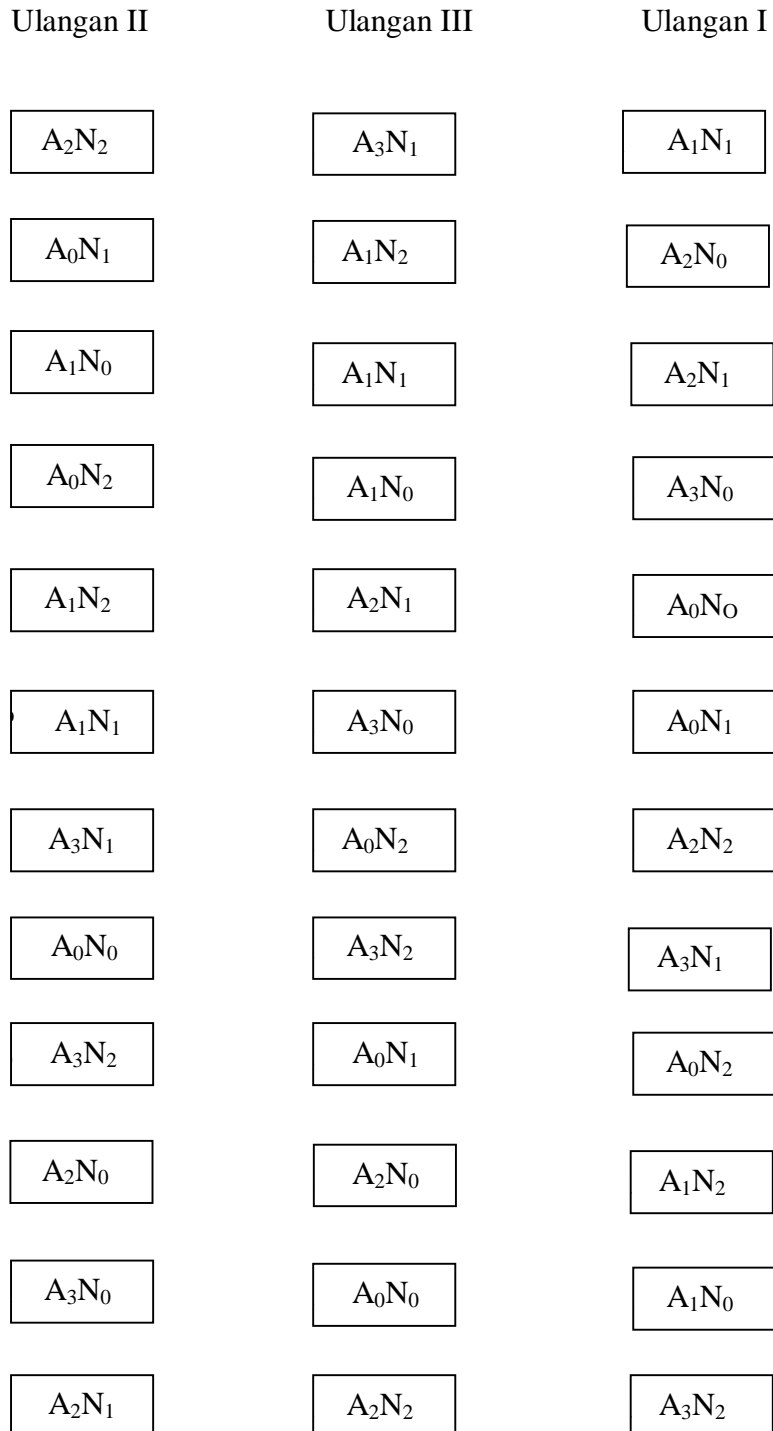 Ulangan II Ulangan III Ulangan I
A₂N₂ A₃N₁ A₁N₁
A₀N₁ A₁N₂ A₂N₀
A₁N₀ A₁N₁ A₂N₁
A₀N₂ A₁N₀ A₃N₀
A₁N₂ A₂N₁ A₀N_O
A₁N₁ A₃N₀ A₀N₁
A₃N₁ A₀N₂ A₂N₂
A₀N₀ A₃N₂ A₃N₁
A₃N₂ A₀N₁ A₀N₂
A₂N₀ A₂N₀ A₁N₂
A₃N₀ A₀N₀ A₁N₀
A₂N₁ A₂N₂ A₃N₂